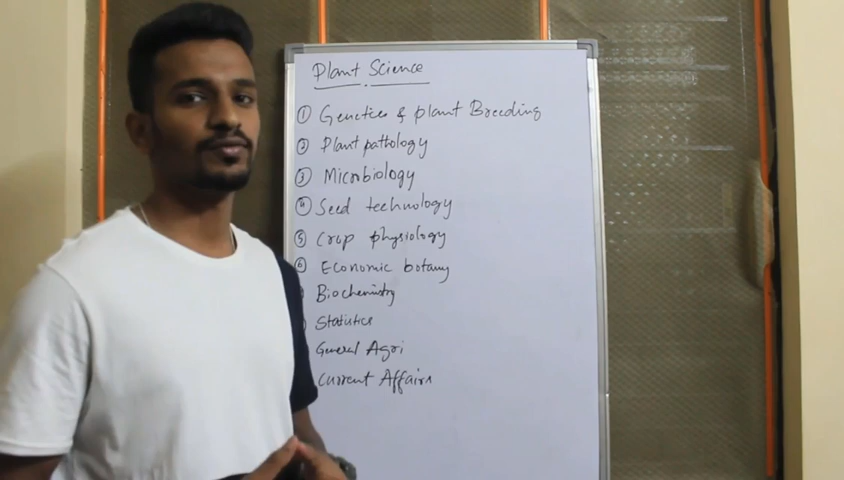 Plant Science
① Genetics & plant Breeding
② Plant pathology
③ Microbiology
④ Seed technology
⑤ Crop physiology
⑥ Economic botany
Biochemistry
Statistics
General Agri
Current Affairs